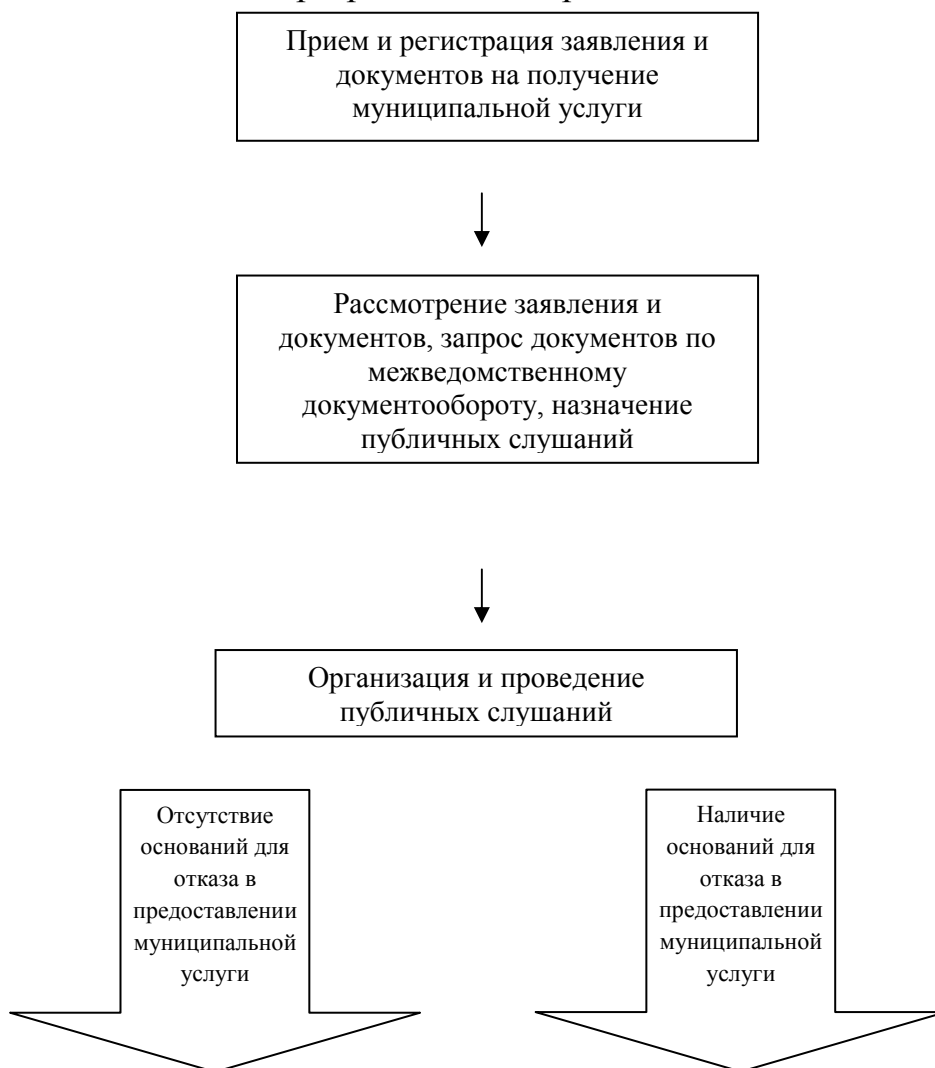 Прием и регистрация заявления и
документов на получение
муниципальной услуги
Рассмотрение заявления и
документов, запрос документов по
межведомственному
документообороту, назначение
публичных слушаний
Организация и проведение
публичных слушаний
Отсутствие
оснований для
отказа в
предоставлении
муниципальной
услуги
Наличие
оснований для
отказа в
предоставлении
муниципальной
услуги